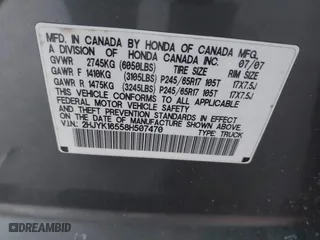 MFD. IN CANADA BY HONDA OF CANADA MFG.
A DIVISION OF HONDA CANADA INC. 07/07
GVWR 2745KG (6050LBS) TIRE SIZE RIM SIZE
GAWR F 1410KG (3105LBS) P245/65R17 105T 17X7.5J
GAWR R 1475KG (3245LBS) P245/65R17 105T 17X7.5J
THIS VEHICLE CONFORMS TO ALL APPLICABLE
FEDERAL MOTOR VEHICLE SAFETY STANDARDS IN
EFFECT ON THE DATE OF MANUFACTURE SHOWN ABOVE.
V.I.N: 2HJYK16558H507470 TYPE: TRUCK
DREAMBID